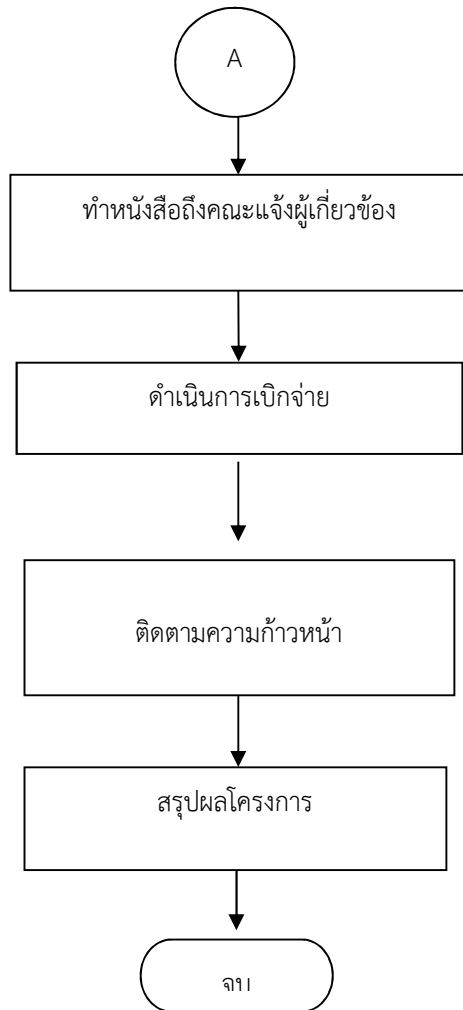 A
ทำหนังสือถึงคณะแจ้งผู้เกี่ยวข้อง
ดำเนินการเบิกจ่าย
ติดตามความก้าวหน้า
สรุปผลโครงการ
จบ